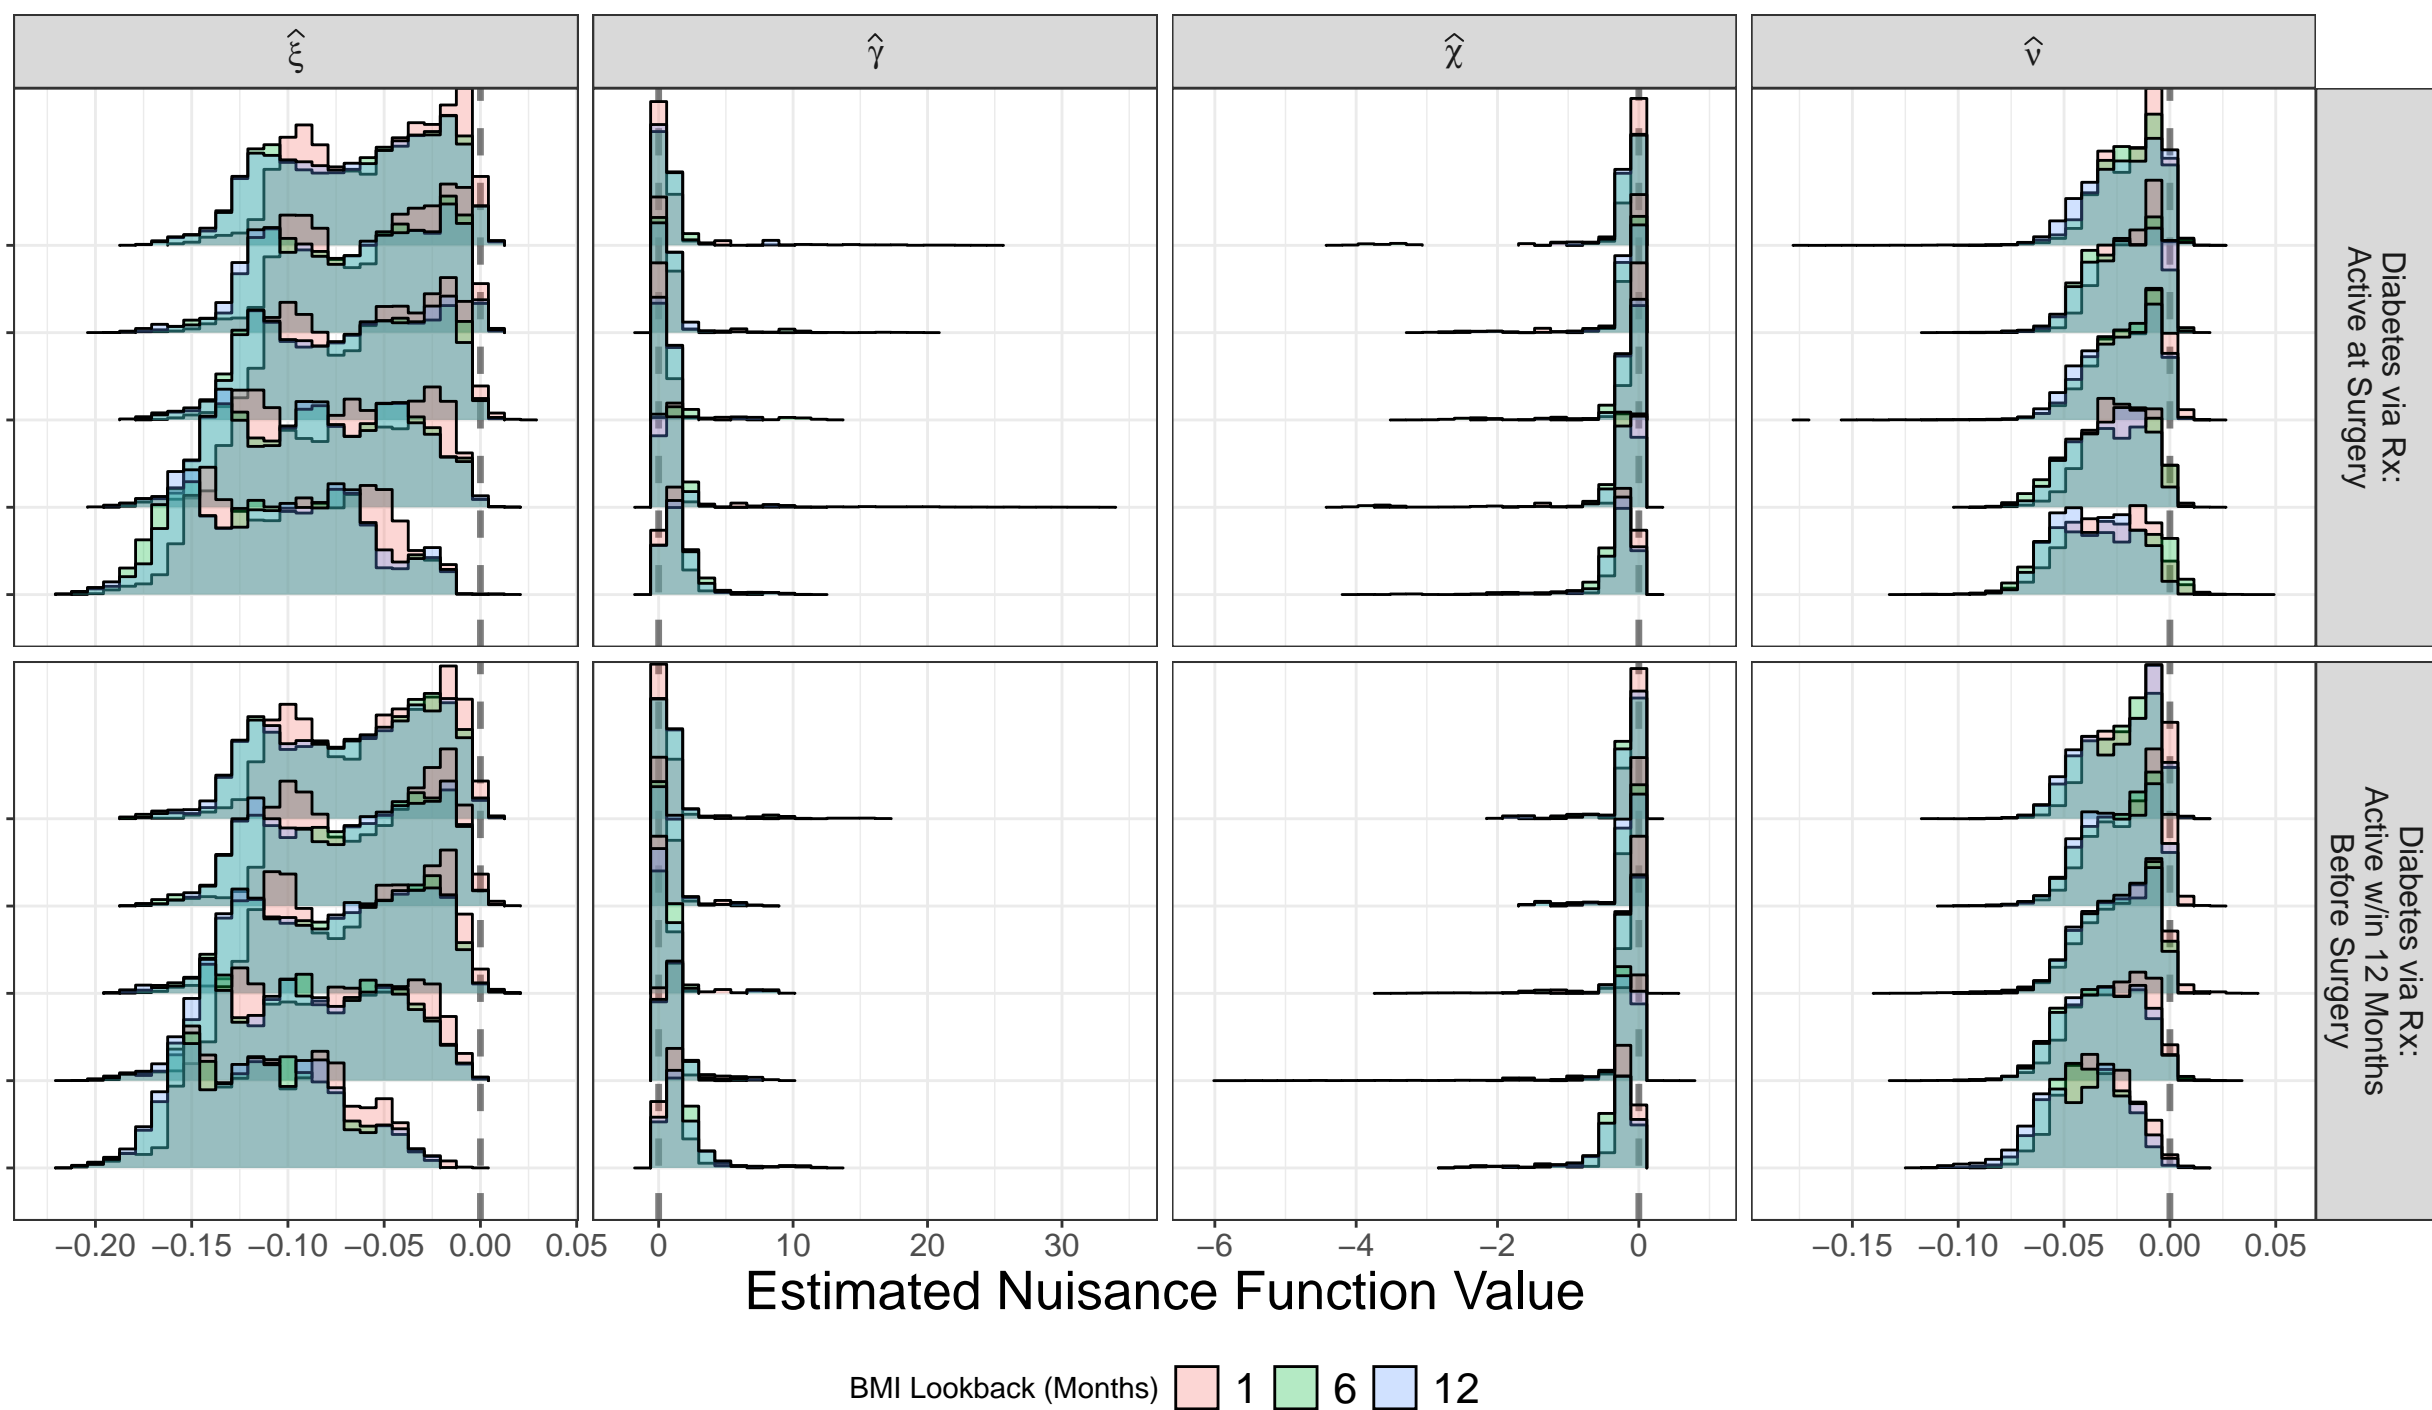 ξ̂ γ̂ χ̂ ν̂
Diabetes via Rx:
Active at Surgery
Diabetes via Rx:
Active w/in 12 Months
Before Surgery
−0.20 −0.15 −0.10 −0.05 0.00 0.05 0 10 20 30 −6 −4 −2 0 −0.15 −0.10 −0.05 0.00 0.05
Estimated Nuisance Function Value
BMI Lookback (Months) 1 6 12